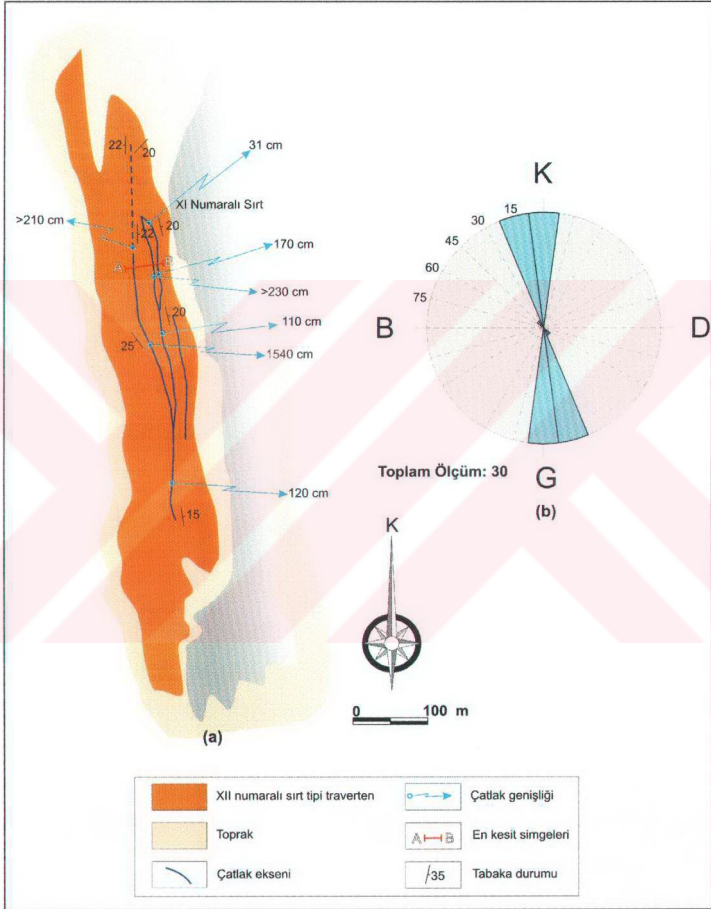 22
20
31 cm
XI Numaralı Sırt
>210 cm
22
20
170 cm
A B
>230 cm
20
110 cm
25
1540 cm
120 cm
15
(a)
K
15
30
45
60
75
B
D
G
Toplam Ölçüm: 30
(b)
K
0 100 m
XII numaralı sırt tipi traverten
Çatlak genişliği
Toprak
A B
En kesit simgeleri
Çatlak ekseni
35
Tabaka durumu